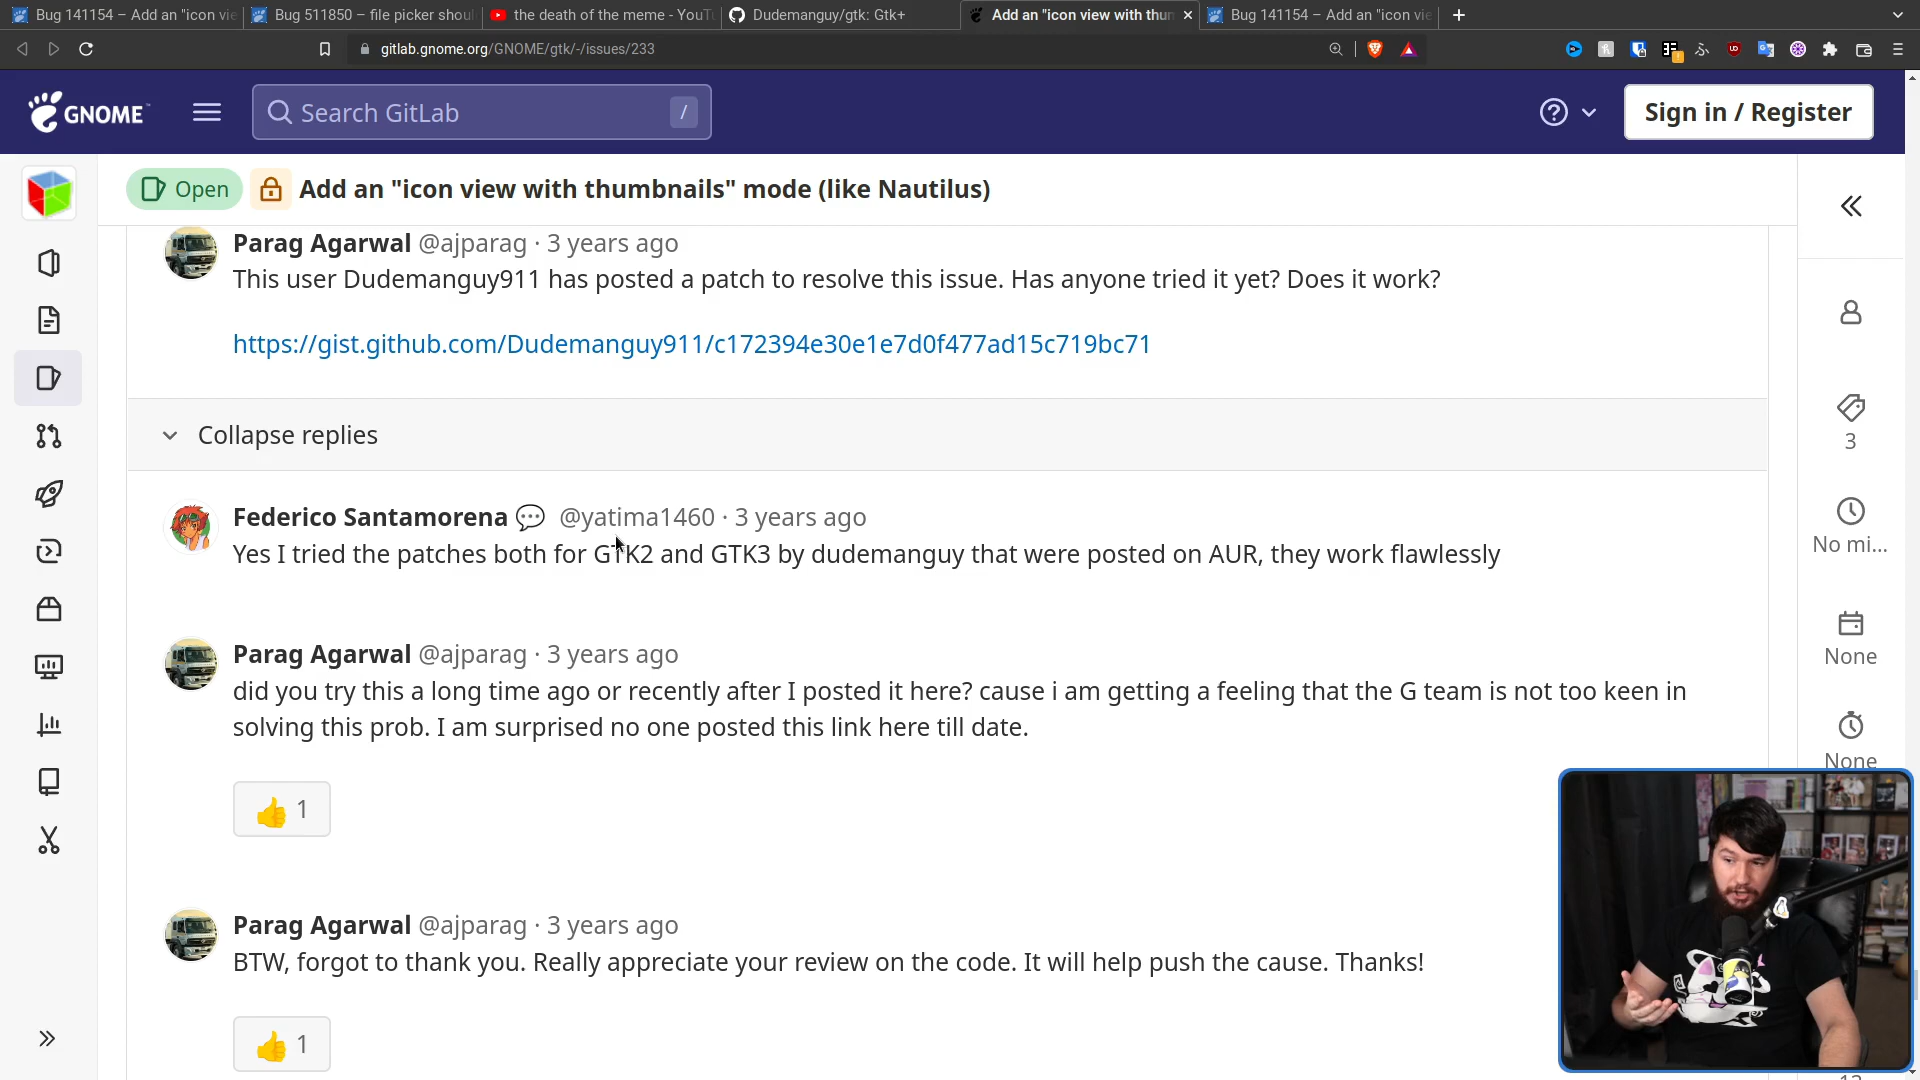 Bug 141154 – Add an "icon vie
Bug 511850 – file picker shou
the death of the meme - YouTu
Dudemanguy/gtk: Gtk+
Add an "icon view with thum
Bug 141154 – Add an "icon vie
gitlab.gnome.org/GNOME/gtk/-/issues/233
GNOME
Search GitLab
/
Sign in / Register
Open
Add an "icon view with thumbnails" mode (like Nautilus)
Parag Agarwal @ajparag · 3 years ago
This user Dudemanguy911 has posted a patch to resolve this issue. Has anyone tried it yet? Does it work?
https://gist.github.com/Dudemanguy911/c172394e30e1e7d0f477ad15c719bc71
Collapse replies
Federico Santamorena 💬 @yatima1460 · 3 years ago
Yes I tried the patches both for GTK2 and GTK3 by dudemanguy that were posted on AUR, they work flawlessly
Parag Agarwal @ajparag · 3 years ago
did you try this a long time ago or recently after I posted it here? cause i am getting a feeling that the G team is not too keen in
solving this prob. I am surprised no one posted this link here till date.
👍 1
Parag Agarwal @ajparag · 3 years ago
BTW, forgot to thank you. Really appreciate your review on the code. It will help push the cause. Thanks!
👍 1
3
No mi...
None
None